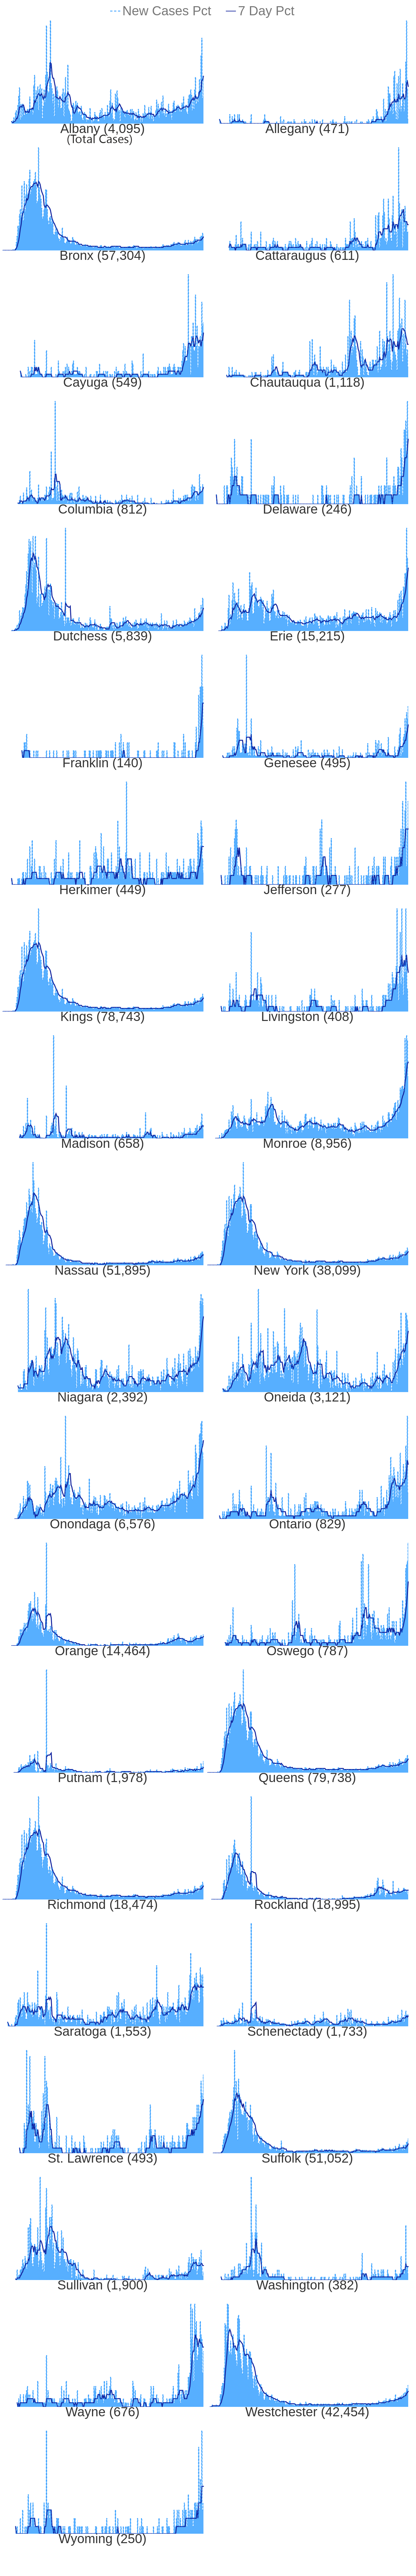 New Cases Pct 7 Day Pct
Albany (4,095) Allegany (471)
(Total Cases)
Bronx (57,304) Cattaraugus (611)
Cayuga (549) Chautauqua (1,118)
Columbia (812) Delaware (246)
Dutchess (5,839) Erie (15,215)
Franklin (140) Genesee (495)
Herkimer (449) Jefferson (277)
Kings (78,743) Livingston (408)
Madison (658) Monroe (8,956)
Nassau (51,895) New York (38,099)
Niagara (2,392) Oneida (3,121)
Onondaga (6,576) Ontario (829)
Orange (14,464) Oswego (787)
Putnam (1,978) Queens (79,738)
Richmond (18,474) Rockland (18,995)
Saratoga (1,553) Schenectady (1,733)
St. Lawrence (493) Suffolk (51,052)
Sullivan (1,900) Washington (382)
Wayne (676) Westchester (42,454)
Wyoming (250)